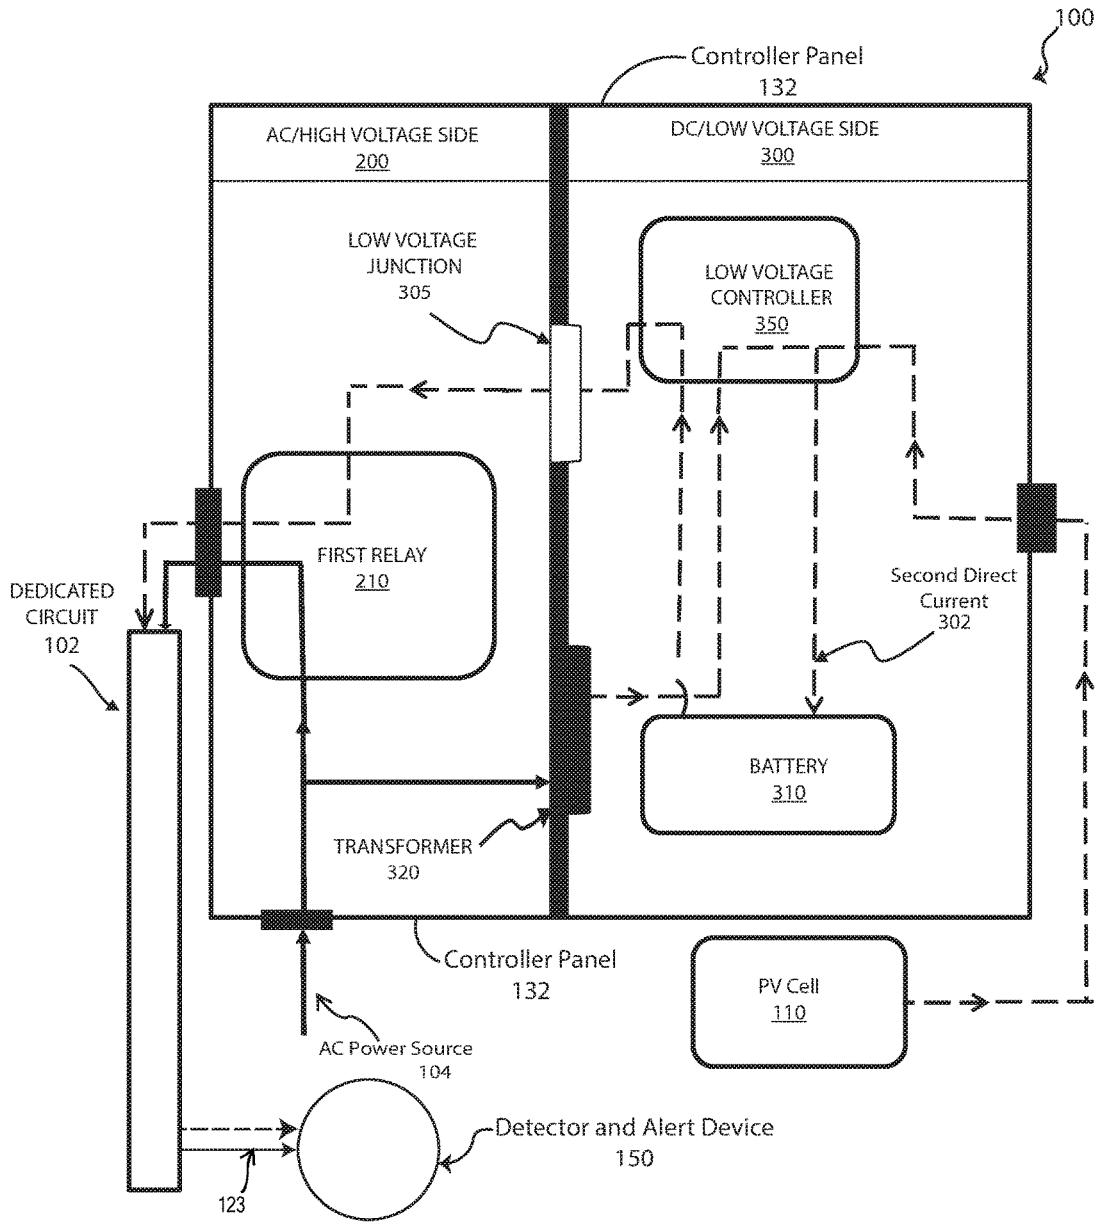 100
Controller Panel
132
AC/HIGH VOLTAGE SIDE
200
DC/LOW VOLTAGE SIDE
300
LOW VOLTAGE
JUNCTION
305
LOW VOLTAGE
CONTROLLER
350
FIRST RELAY
210
DEDICATED
CIRCUIT
102
Second Direct
Current
302
BATTERY
310
TRANSFORMER
320
Controller Panel
132
PV Cell
110
AC Power Source
104
Detector and Alert Device
150
123